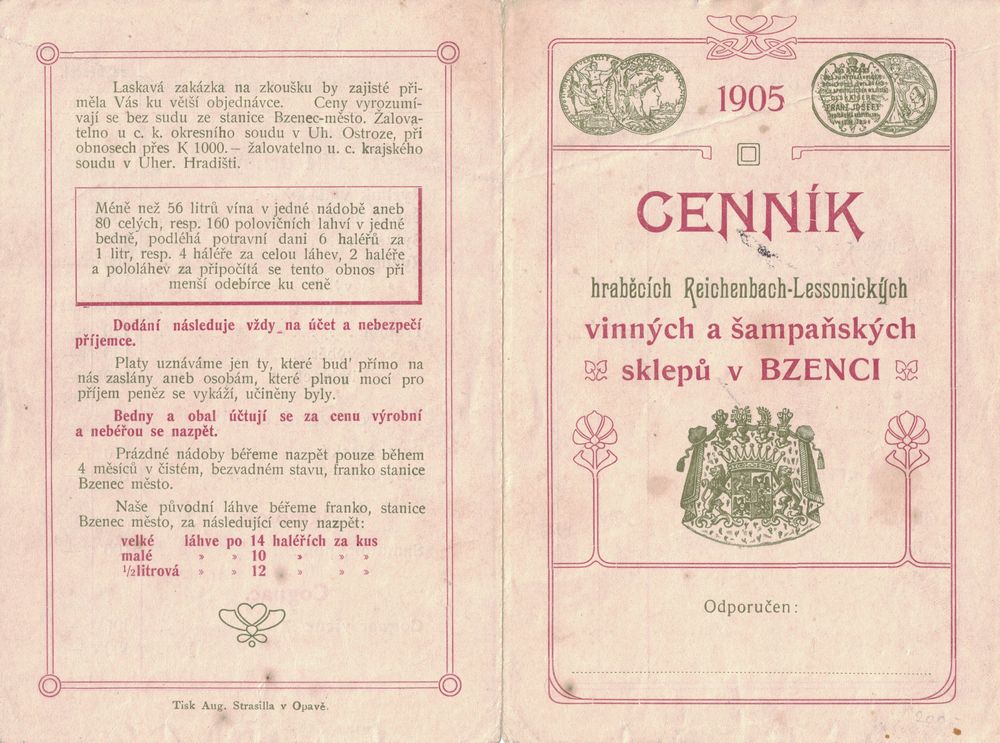 Laskavá zakázka na zkoušku by zajisté při-
měla Vás ku větší objednávce. Ceny vyrozumí-
vají se bez sudu ze stanice Bzenec-město. Žalova-
telno u c. k. okresního soudu v Uh. Ostroze, při
obnosech přes K 1000.— žalovatelno u. c. krajského
soudu v Uher. Hradišti.
Méně než 56 litrů vína v jedné nádobě aneb
80 celých, resp. 160 polovičních lahví v jedné
bedně, podléhá potravní dani 6 haléřů za
1 litr, resp. 4 háléře za celou láhev, 2 haléře
a pololáhev za připočítá se tento obnos při
menší odebírce ku ceně
Dodání následuje vždy na účet a nebezpečí
příjemce.
Platy uznáváme jen ty, které buď přímo na
nás zaslány aneb osobám, které plnou mocí pro
příjem peněz se vykáží, učiněny byly.
Bedny a obal účtují se za cenu výrobní
a nebéřou se nazpět.
Prázdné nádoby béřeme nazpět pouze během
4 měsíců v čistém, bezvadném stavu, franko stanice
Bzenec město.
Naše původní láhve béřeme franko, stanice
Bzenec město, za následující ceny nazpět:
velké láhve po 14 haléřích za kus
malé » » 10 » » »
½litrová » » 12 » » »
Tisk Aug. Strasilla v Opavě.
1905
FRANZ JOSEF I
CENNÍK
hraběcích Reichenbach-Lessonických
vinných a šampaňských
sklepů v BZENCI
Odporučen:
200.-